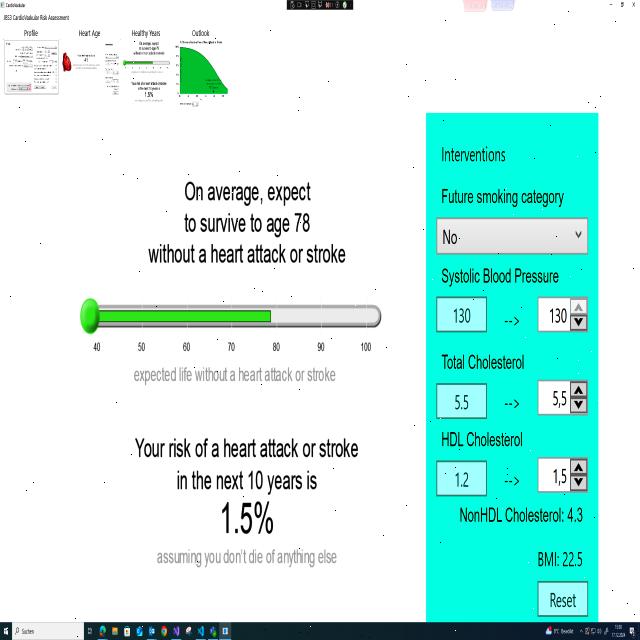 CardioVaskular
JBS3 CardioVaskular Risk Assessment
Profile
Heart Age
Healthy Years
Outlook
On average, expect
to survive to age 78
without a heart attack or stroke
40 50 60 70 80 90 100
expected life without a heart attack or stroke
Your risk of a heart attack or stroke
in the next 10 years is
1.5%
assuming you don't die of anything else
Interventions
Future smoking category
No
Systolic Blood Pressure
130 --> 130
Total Cholesterol
5.5 --> 5,5
HDL Cholesterol
1.2 --> 1,5
NonHDL Cholesterol: 4.3
BMI: 22.5
Reset
Suchen